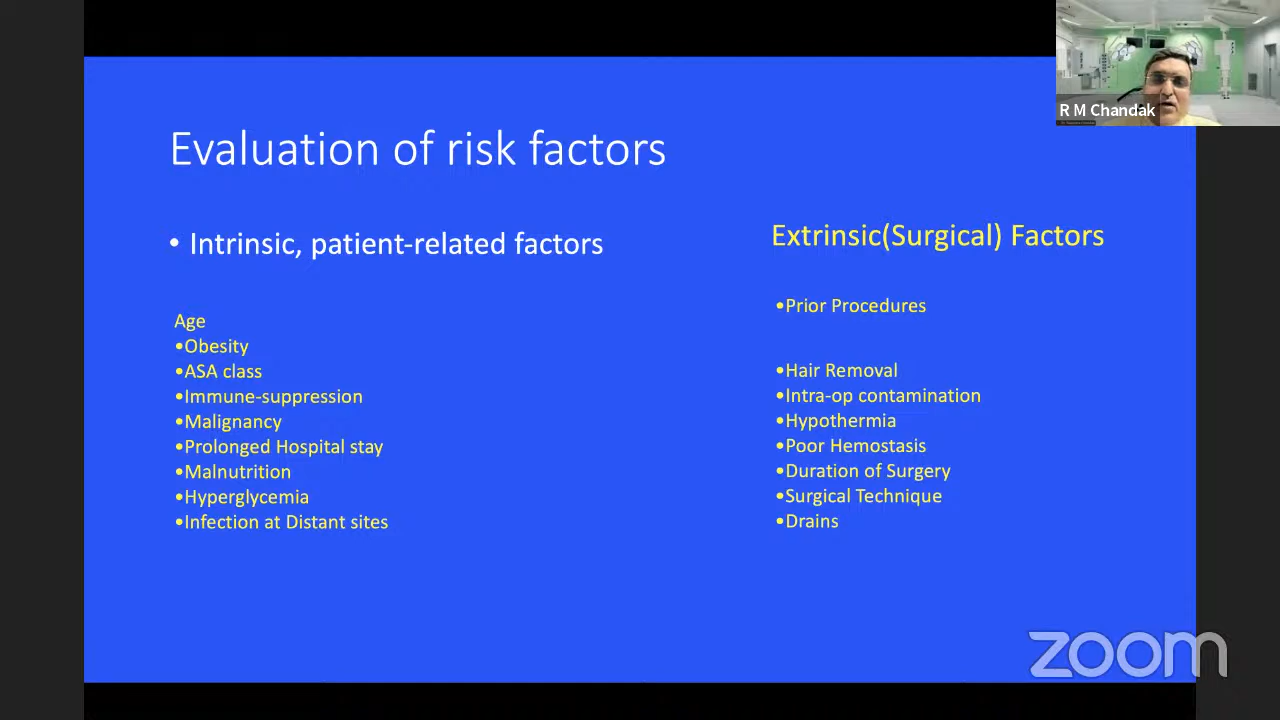 R M Chandak
Evaluation of risk factors
• Intrinsic, patient-related factors
Age
•Obesity
•ASA class
•Immune-suppression
•Malignancy
•Prolonged Hospital stay
•Malnutrition
•Hyperglycemia
•Infection at Distant sites
Extrinsic(Surgical) Factors
•Prior Procedures
•Hair Removal
•Intra-op contamination
•Hypothermia
•Poor Hemostasis
•Duration of Surgery
•Surgical Technique
•Drains
zoom